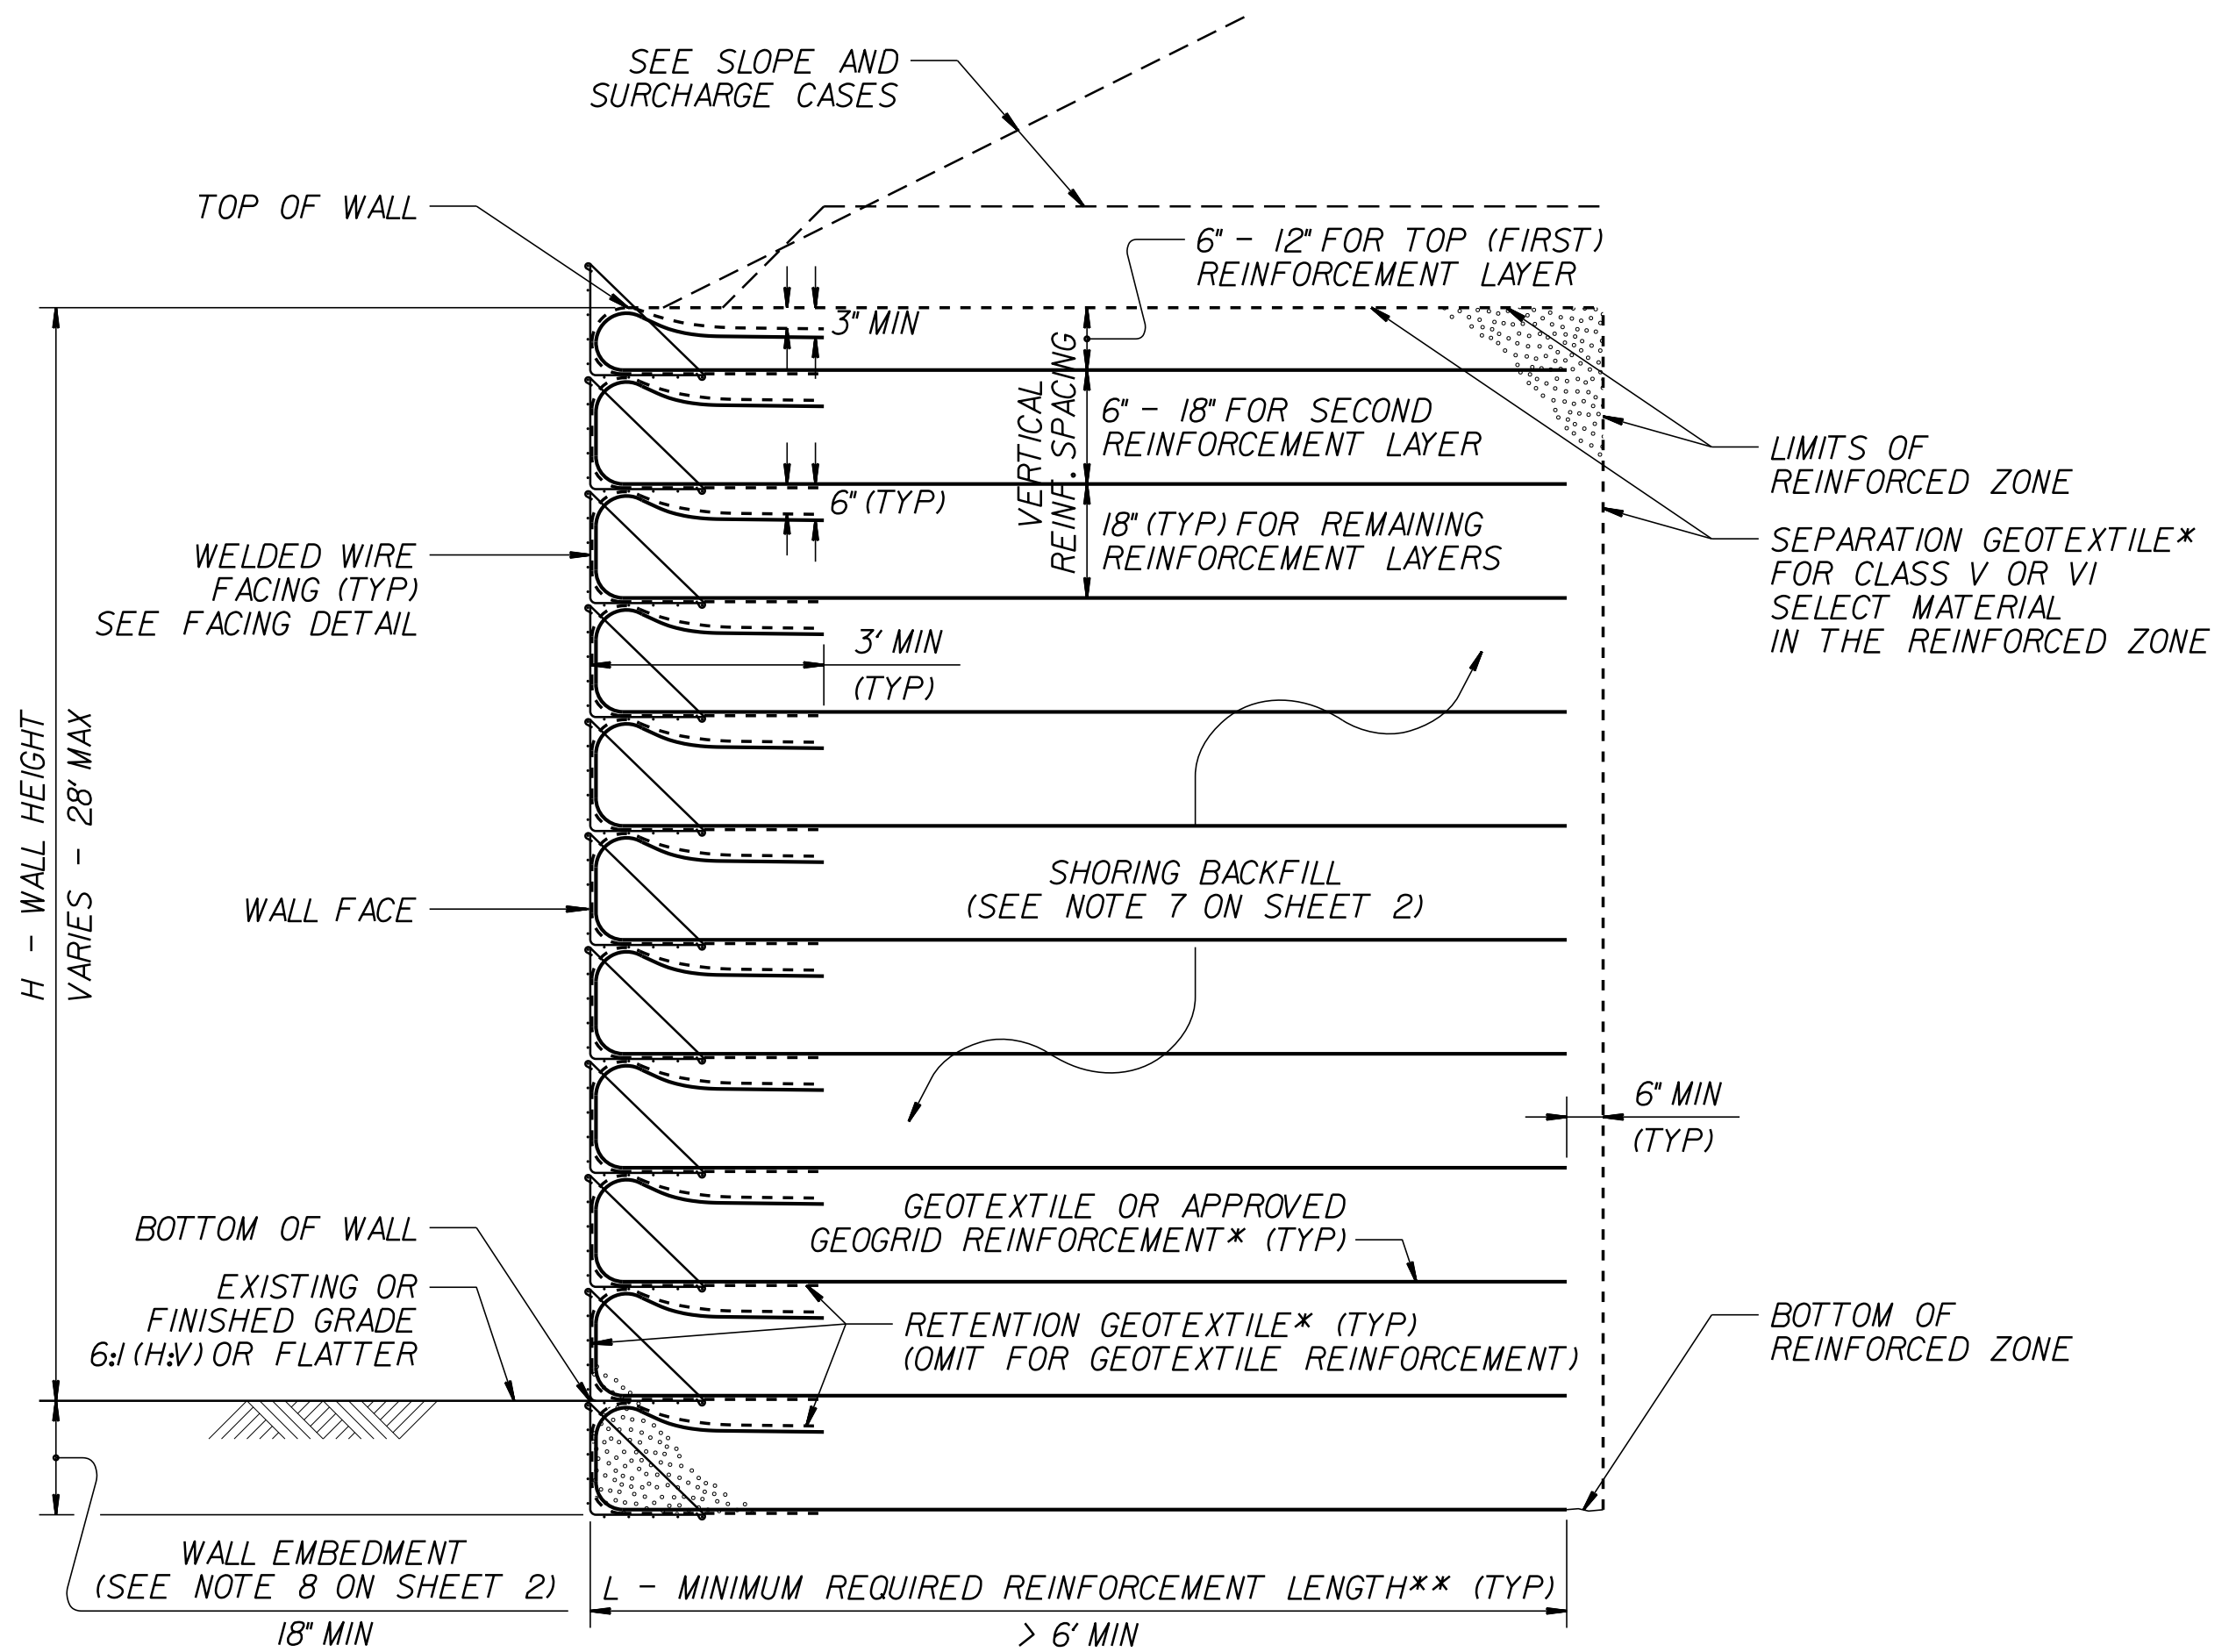 SEE SLOPE AND
SURCHARGE CASES
TOP OF WALL
6" - 12" FOR TOP (FIRST)
REINFORCEMENT LAYER
3" MIN
VERTICAL
REINF. SPACING
6" - 18" FOR SECOND
REINFORCEMENT LAYER
LIMITS OF
REINFORCED ZONE
6" (TYP)
18" (TYP) FOR REMAINING
REINFORCEMENT LAYERS
SEPARATION GEOTEXTILE*
FOR CLASS V OR VI
SELECT MATERIAL
IN THE REINFORCED ZONE
WELDED WIRE
FACING (TYP)
SEE FACING DETAIL
3' MIN
(TYP)
H - WALL HEIGHT
VARIES - 28' MAX
WALL FACE
SHORING BACKFILL
(SEE NOTE 7 ON SHEET 2)
6" MIN
(TYP)
BOTTOM OF WALL
GEOTEXTILE OR APPROVED
GEOGRID REINFORCEMENT* (TYP)
EXISTING OR
FINISHED GRADE
6:1 (H:V) OR FLATTER
RETENTION GEOTEXTILE* (TYP)
(OMIT FOR GEOTEXTILE REINFORCEMENT)
BOTTOM OF
REINFORCED ZONE
WALL EMBEDMENT
(SEE NOTE 8 ON SHEET 2)
18" MIN
L - MINIMUM REQUIRED REINFORCEMENT LENGTH** (TYP)
> 6' MIN